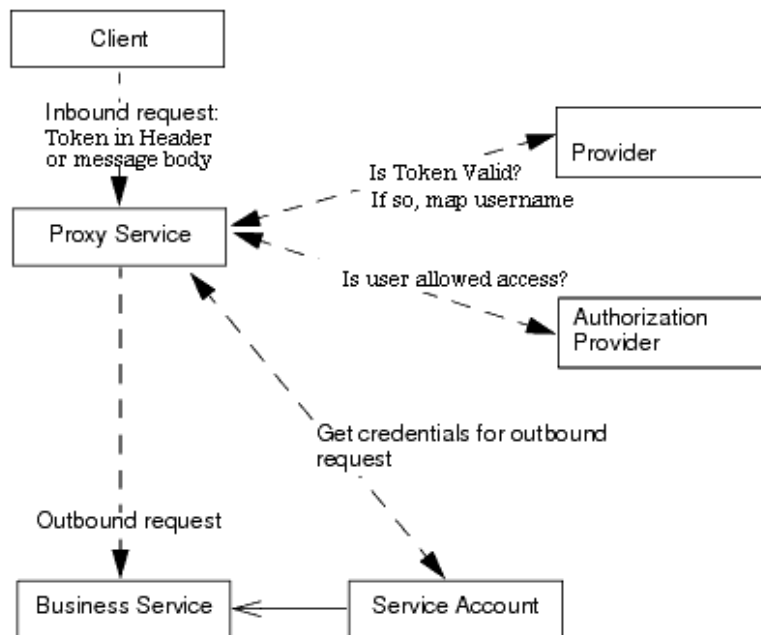 Client
Inbound request:
Token in Header
or message body
Provider
Is Token Valid?
If so, map username
Proxy Service
Is user allowed access?
Authorization
Provider
Get credentials for outbound
request
Outbound request
Business Service
Service Account